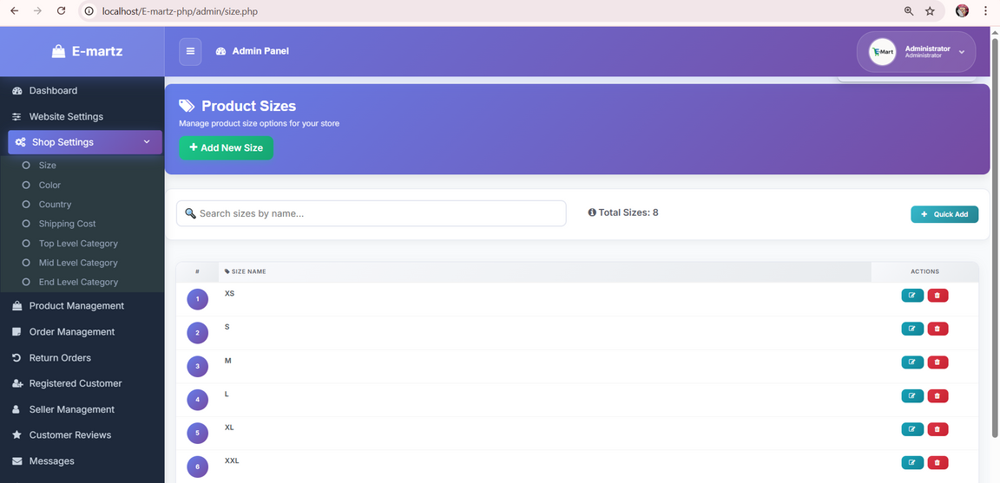 localhost/E-martz-php/admin/size.php
E-martz
Admin Panel
E-Mart
Administrator
Administrator
Dashboard
Website Settings
Shop Settings
Size
Color
Country
Shipping Cost
Top Level Category
Mid Level Category
End Level Category
Product Management
Order Management
Return Orders
Registered Customer
Seller Management
Customer Reviews
Messages
Product Sizes
Manage product size options for your store
+ Add New Size
Search sizes by name...
Total Sizes: 8
+ Quick Add
# SIZE NAME ACTIONS
1 XS
2 S
3 M
4 L
5 XL
6 XXL